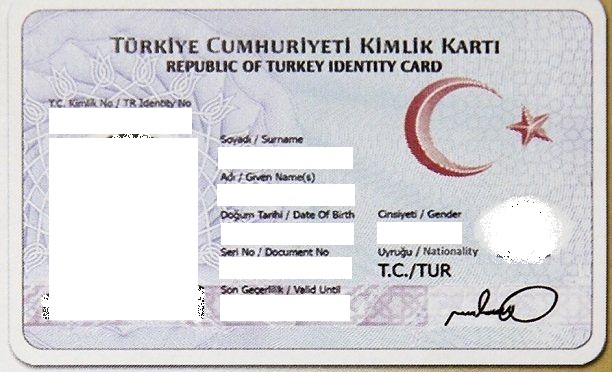 TÜRKİYE CUMHURİYETİ KİMLİK KARTI
REPUBLIC OF TURKEY IDENTITY CARD
T.C. Kimlik No / TR Identity No
Soyadı / Surname
Adı / Given Name(s)
Doğum Tarihi / Date Of Birth
Cinsiyeti / Gender
Seri No / Document No
Uyruğu / Nationality
T.C./TUR
Son Geçerlilik / Valid Until